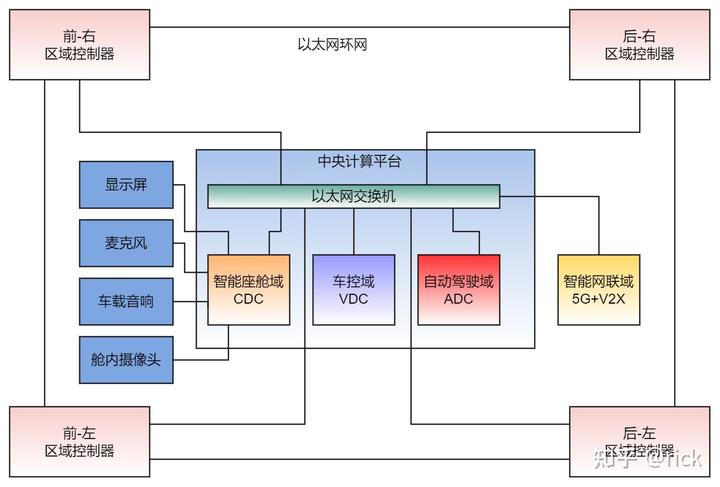 前-右
区域控制器
以太网环网
后-右
区域控制器
中央计算平台
以太网交换机
显示屏
麦克风
车载音响
舱内摄像头
智能座舱域
CDC
车控域
VDC
自动驾驶域
ADC
智能网联域
5G+V2X
前-左
区域控制器
后-左
区域控制器
知乎 @rick